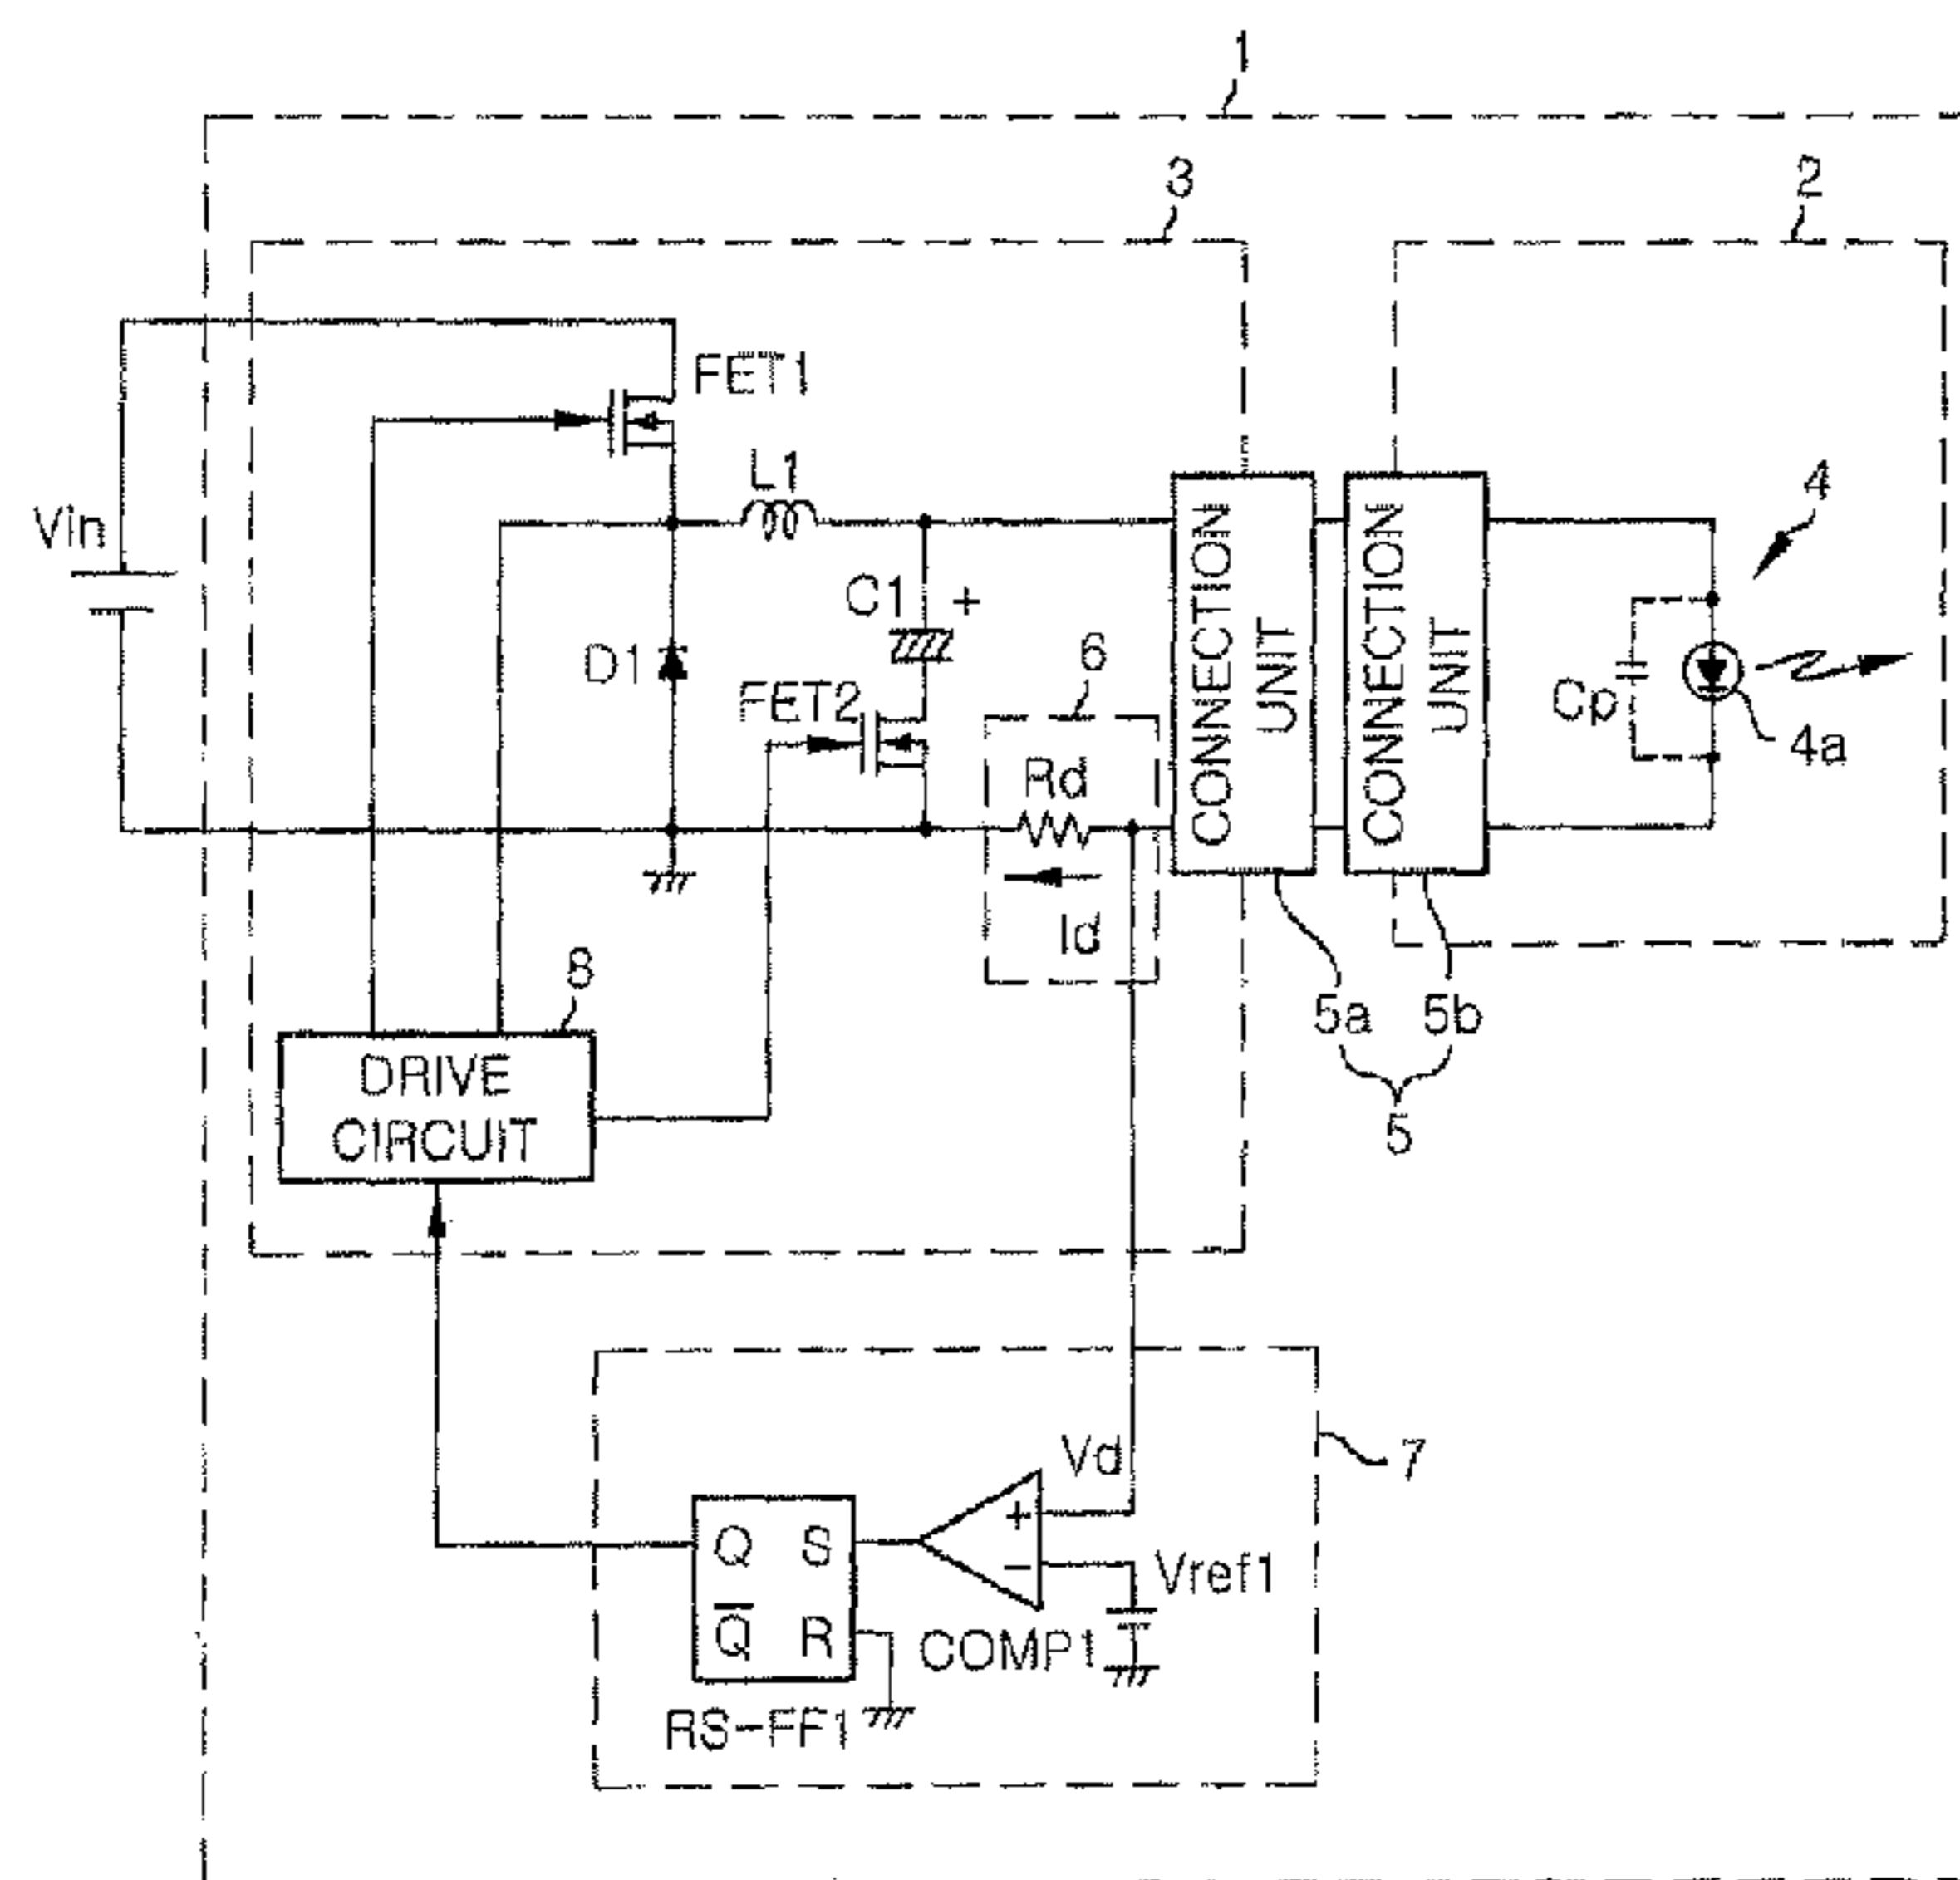 1
3
2
FET1
L1
Vin
4
C1 +
6
D1
FET2
CONNECTION
UNIT
CONNECTION
UNIT
Cp
4a
Rd
Id
8
5a 5b
5
DRIVE
CIRCUIT
Vd
7
+
−
Q S
Q̅ R
Vref1
COMP1
RS-FF1